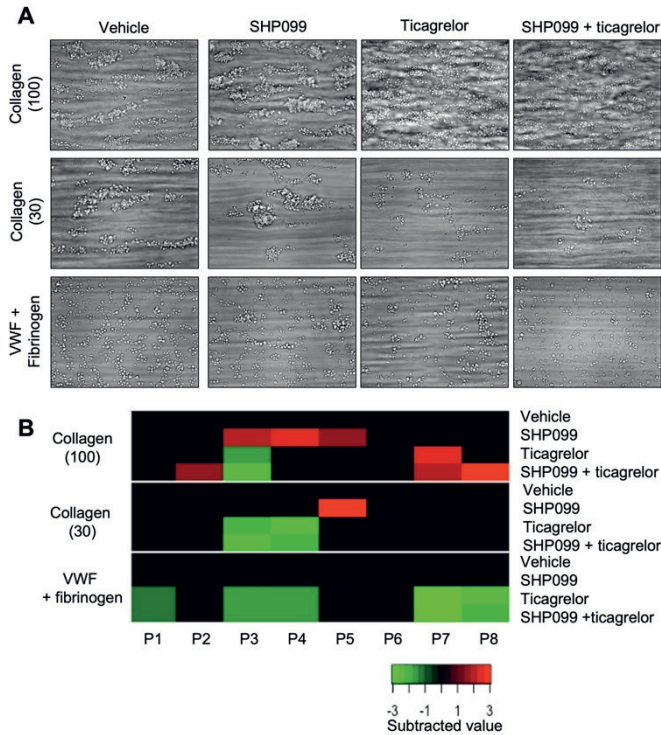 A
Vehicle SHP099 Ticagrelor SHP099 + ticagrelor
Collagen
(100)
Collagen
(30)
VWF +
Fibrinogen
B
Collagen
(100)
Vehicle
SHP099
Ticagrelor
SHP099 + ticagrelor
Collagen
(30)
Vehicle
SHP099
Ticagrelor
SHP099 + ticagrelor
VWF
+ fibrinogen
Vehicle
SHP099
Ticagrelor
SHP099 +ticagrelor
P1 P2 P3 P4 P5 P6 P7 P8
-3 -1 1 3
Subtracted value